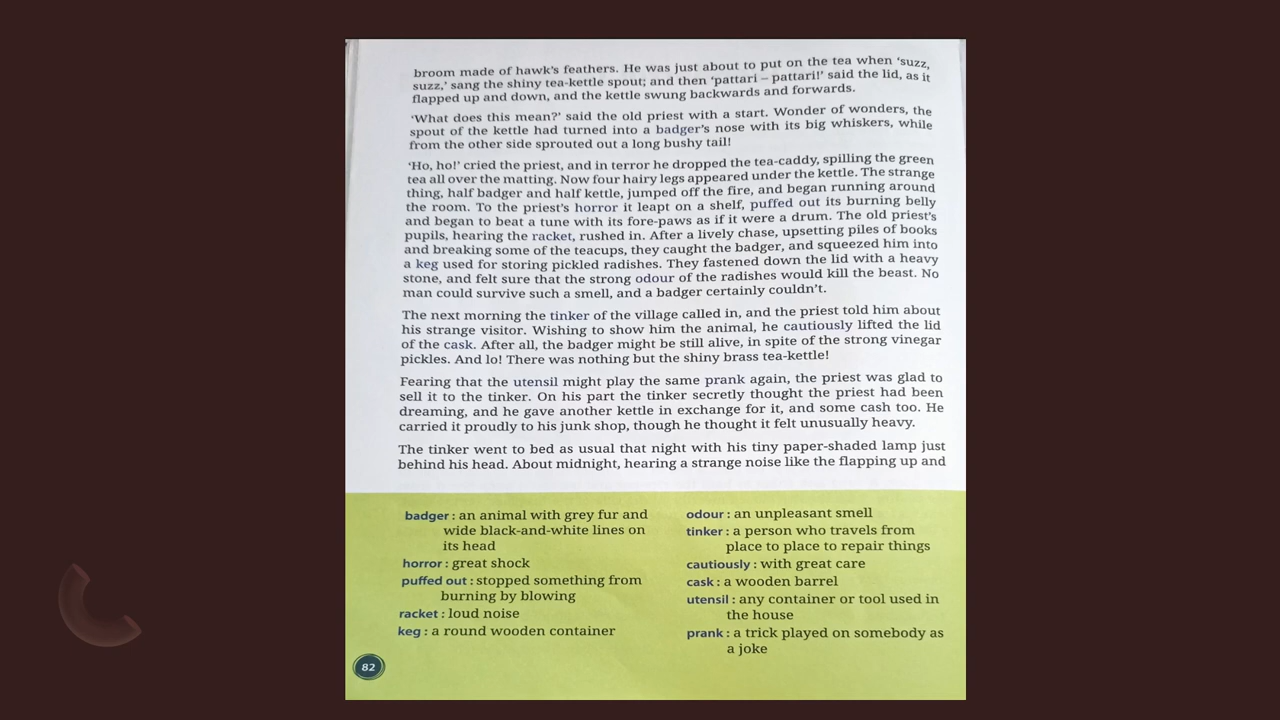 broom made of hawk's feathers. He was just about to put on the tea when 'suzz,
suzz,' sang the shiny tea-kettle spout; and then 'pattari – pattari!' said the lid, as it
flapped up and down, and the kettle swung backwards and forwards.
'What does this mean?' said the old priest with a start. Wonder of wonders, the
spout of the kettle had turned into a badger's nose with its big whiskers, while
from the other side sprouted out a long bushy tail!
'Ho, ho!' cried the priest, and in terror he dropped the tea-caddy, spilling the green
tea all over the matting. Now four hairy legs appeared under the kettle. The strange
thing, half badger and half kettle, jumped off the fire, and began running around
the room. To the priest's horror it leapt on a shelf, puffed out its burning belly
and began to beat a tune with its fore-paws as if it were a drum. The old priest's
pupils, hearing the racket, rushed in. After a lively chase, upsetting piles of books
and breaking some of the teacups, they caught the badger, and squeezed him into
a keg used for storing pickled radishes. They fastened down the lid with a heavy
stone, and felt sure that the strong odour of the radishes would kill the beast. No
man could survive such a smell, and a badger certainly couldn't.
The next morning the tinker of the village called in, and the priest told him about
his strange visitor. Wishing to show him the animal, he cautiously lifted the lid
of the cask. After all, the badger might be still alive, in spite of the strong vinegar
pickles. And lo! There was nothing but the shiny brass tea-kettle!
Fearing that the utensil might play the same prank again, the priest was glad to
sell it to the tinker. On his part the tinker secretly thought the priest had been
dreaming, and he gave another kettle in exchange for it, and some cash too. He
carried it proudly to his junk shop, though he thought it felt unusually heavy.
The tinker went to bed as usual that night with his tiny paper-shaded lamp just
behind his head. About midnight, hearing a strange noise like the flapping up and
badger : an animal with grey fur and
wide black-and-white lines on
its head
horror : great shock
puffed out : stopped something from
burning by blowing
racket : loud noise
keg : a round wooden container
odour : an unpleasant smell
tinker : a person who travels from
place to place to repair things
cautiously : with great care
cask : a wooden barrel
utensil : any container or tool used in
the house
prank : a trick played on somebody as
a joke
82